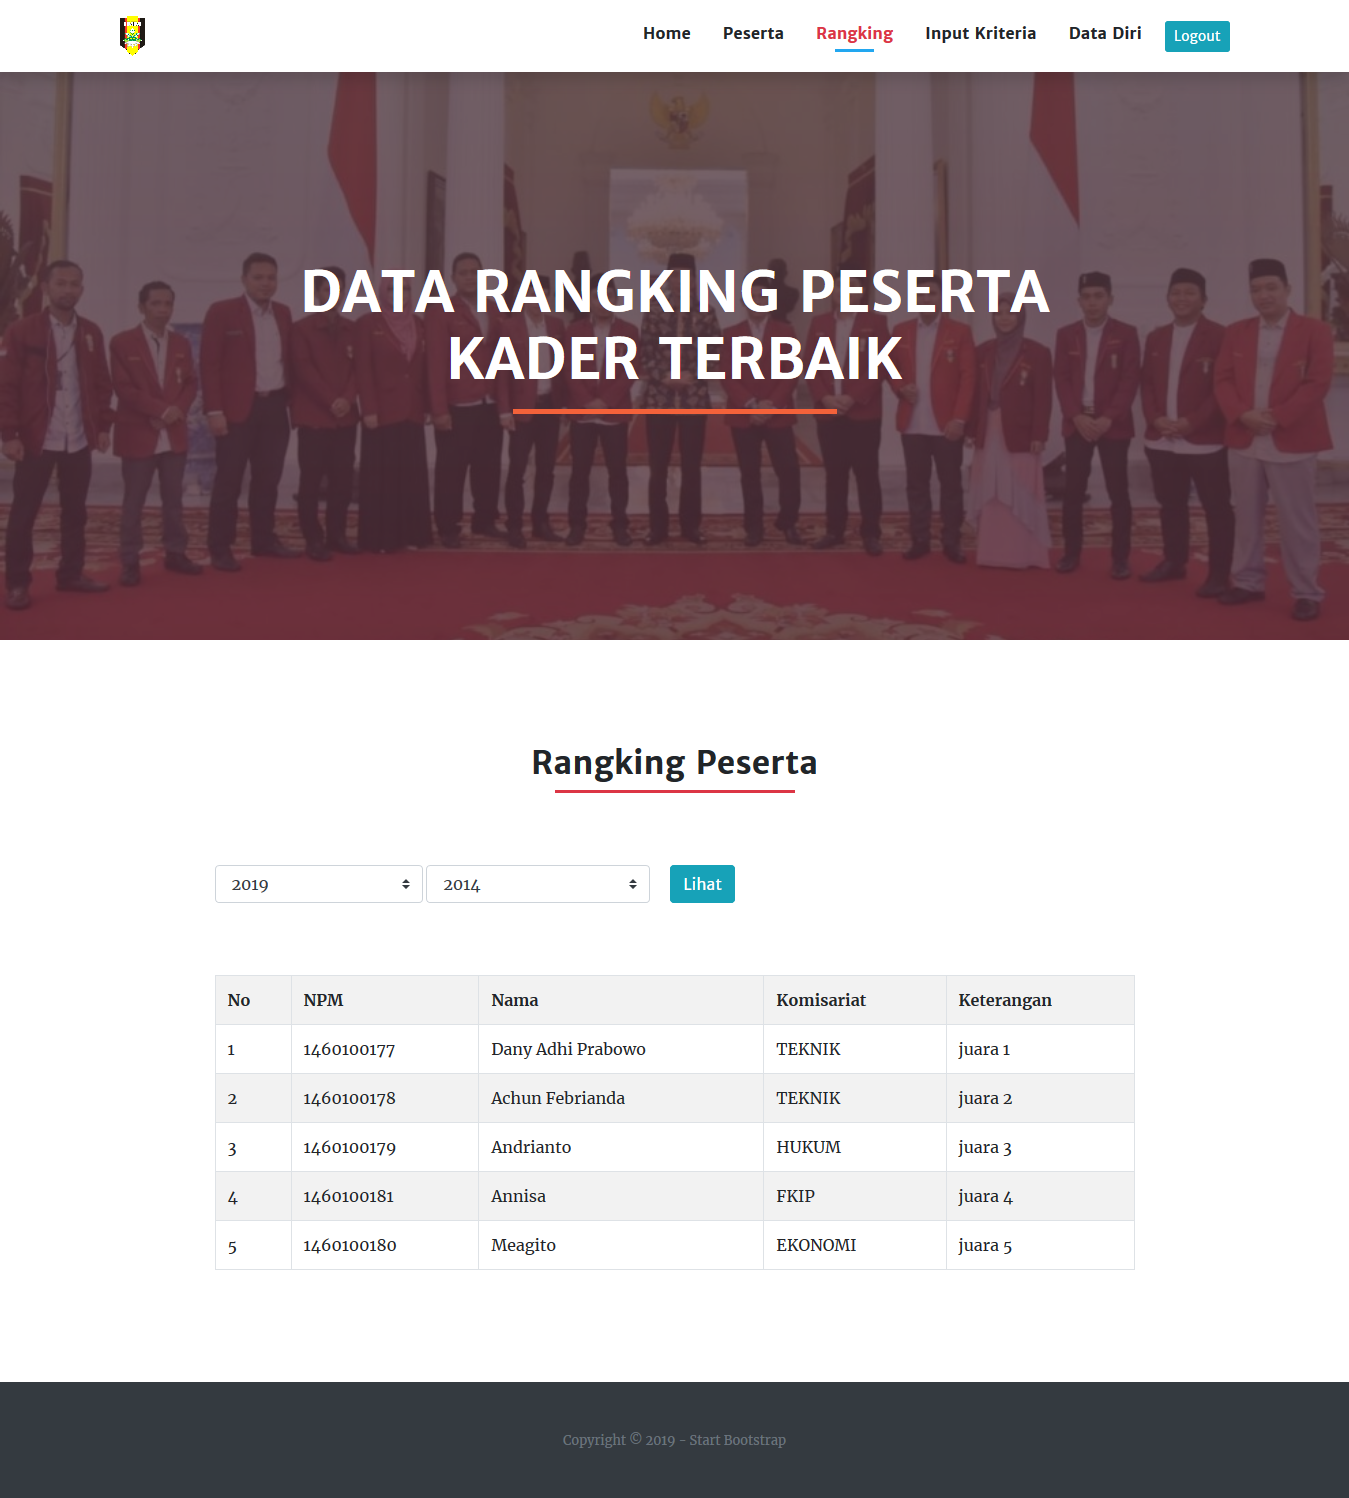 Home Peserta Rangking Input Kriteria Data Diri Logout
DATA RANGKING PESERTA
KADER TERBAIK
Rangking Peserta
2019 2014 Lihat
No NPM Nama Komisariat Keterangan
1 1460100177 Dany Adhi Prabowo TEKNIK juara 1
2 1460100178 Achun Febrianda TEKNIK juara 2
3 1460100179 Andrianto HUKUM juara 3
4 1460100181 Annisa FKIP juara 4
5 1460100180 Meagito EKONOMI juara 5
Copyright © 2019 - Start Bootstrap